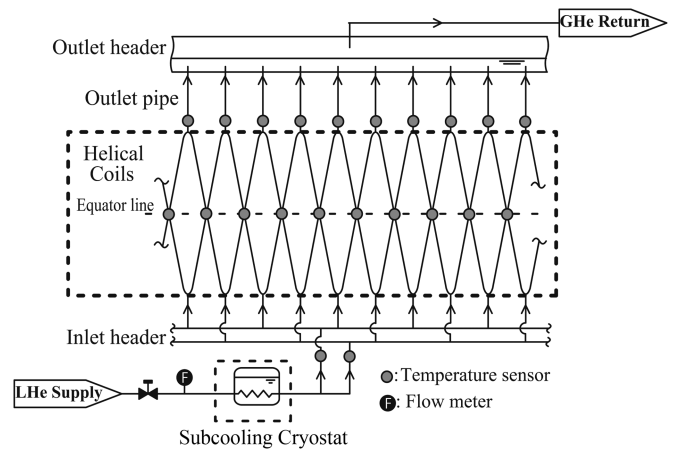 GHe Return
Outlet header
Outlet pipe
Helical
Coils
Equator line
Inlet header
LHe Supply
F
Subcooling Cryostat
: Temperature sensor
F: Flow meter